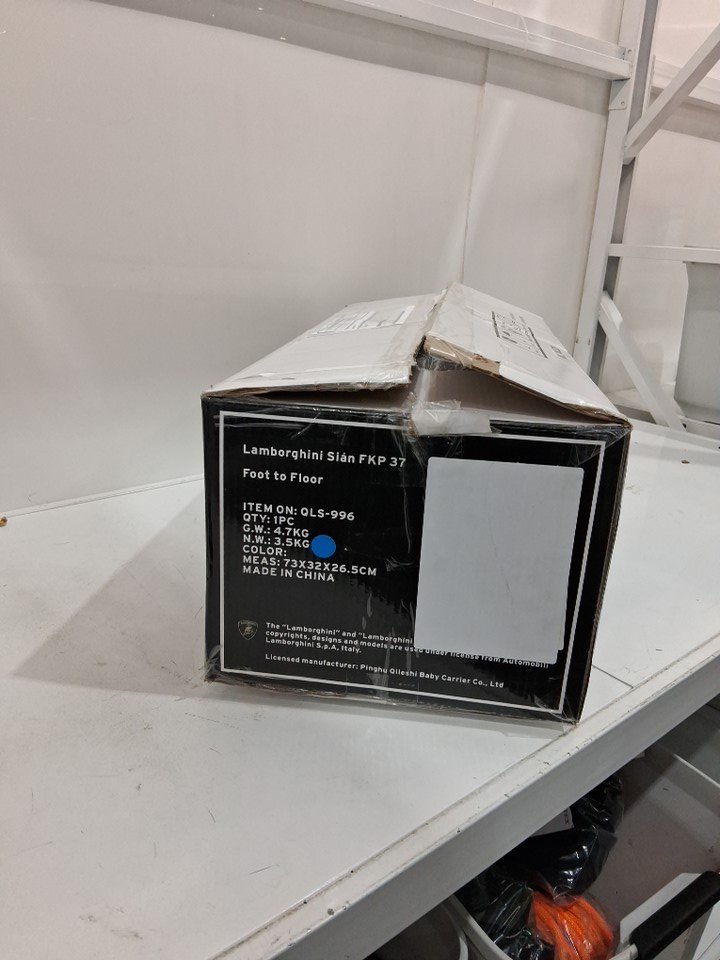 Lamborghini Sián FKP 37
Foot to Floor
ITEM ON: QLS-996
QTY: 1PC
G.W.: 4.7KG
N.W.: 3.5KG
COLOR:
MEAS: 73X32X26.5CM
MADE IN CHINA
The "Lamborghini" and "Lamborghini
copyrights, designs and models are used under license from Automobili
Lamborghini S.p.A, Italy.
Licensed manufacturer: Pinghu Qileshi Baby Carrier Co., Ltd